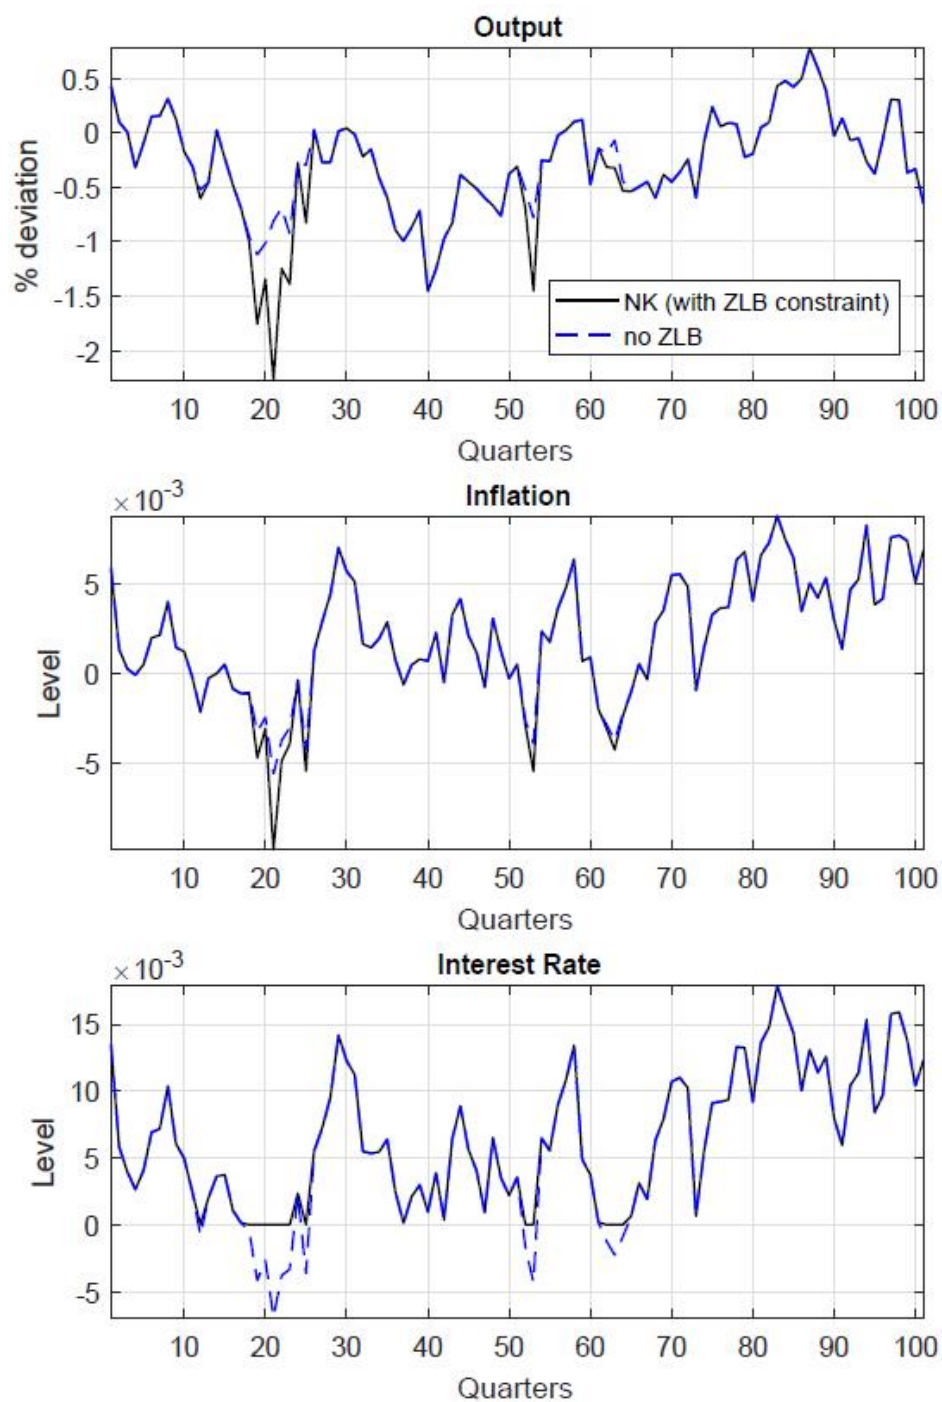 Output
0.5
0
-0.5
-1
-1.5
-2
% deviation
NK (with ZLB constraint)
no ZLB
10 20 30 40 50 60 70 80 90 100
Quarters
×10-3
Inflation
5
0
-5
Level
10 20 30 40 50 60 70 80 90 100
Quarters
×10-3
Interest Rate
15
10
5
0
-5
Level
10 20 30 40 50 60 70 80 90 100
Quarters